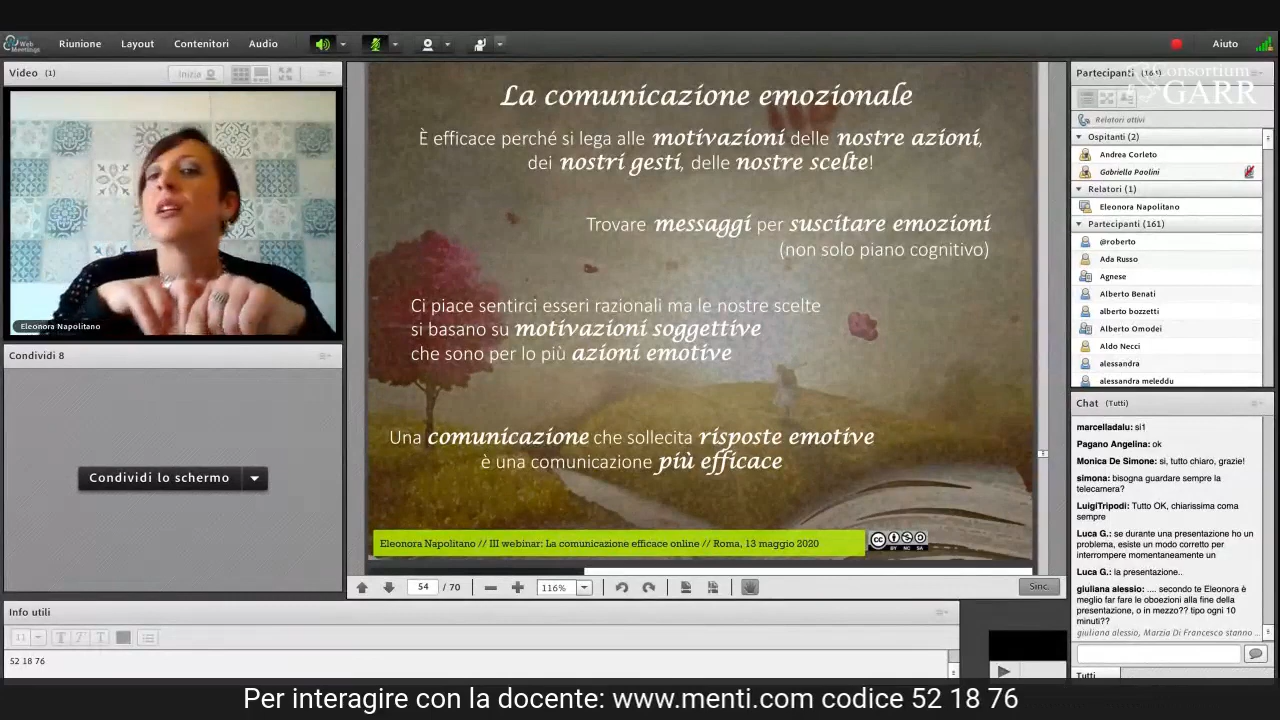 Web
Meetings
Riunione Layout Contenitori Audio Aiuto
Video (1)
Inizia
Eleonora Napolitano
Condividi 8
Condividi lo schermo
La comunicazione emozionale
È efficace perché si lega alle motivazioni delle nostre azioni,
dei nostri gesti, delle nostre scelte!
Trovare messaggi per suscitare emozioni
(non solo piano cognitivo)
Ci piace sentirci esseri razionali ma le nostre scelte
si basano su motivazioni soggettive
che sono per lo più azioni emotive
Una comunicazione che sollecita risposte emotive
è una comunicazione più efficace
Eleonora Napolitano // III webinar: La comunicazione efficace online // Roma, 13 maggio 2020
CC BY NC SA
54 / 70
116%
Sinc.
Partecipanti
Consortium
GARR
Relatori attivi
Ospitanti (2)
Andrea Corleto
Gabriella Paolini
Relatori (1)
Eleonora Napolitano
Partecipanti (161)
@roberto
Ada Russo
Agnese
Alberto Benati
alberto bozzetti
Alberto Omodei
Aldo Necci
alessandra
alessandra meleddu
Chat (Tutti)
marcelladalu: si1
Pagano Angelina: ok
Monica De Simone: si, tutto chiaro, grazie!
simona: bisogna guardare sempre la
telecamera?
LuigiTripodi: Tutto OK, chiarissima coma
sempre
Luca G.: se durante una presentazione ho un
problema, esiste un modo corretto per
interrompere momentaneamente un
Luca G.: la presentazione..
giuliana alessio: .... secondo te Eleonora è
meglio far fare le oboezioni alla fine della
presentazione, o in mezzo?? tipo ogni 10
minuti??
giuliana alessio, Marzia Di Francesco stanno ...
Tutti
Info utili
11
52 18 76
Per interagire con la docente: www.menti.com codice 52 18 76